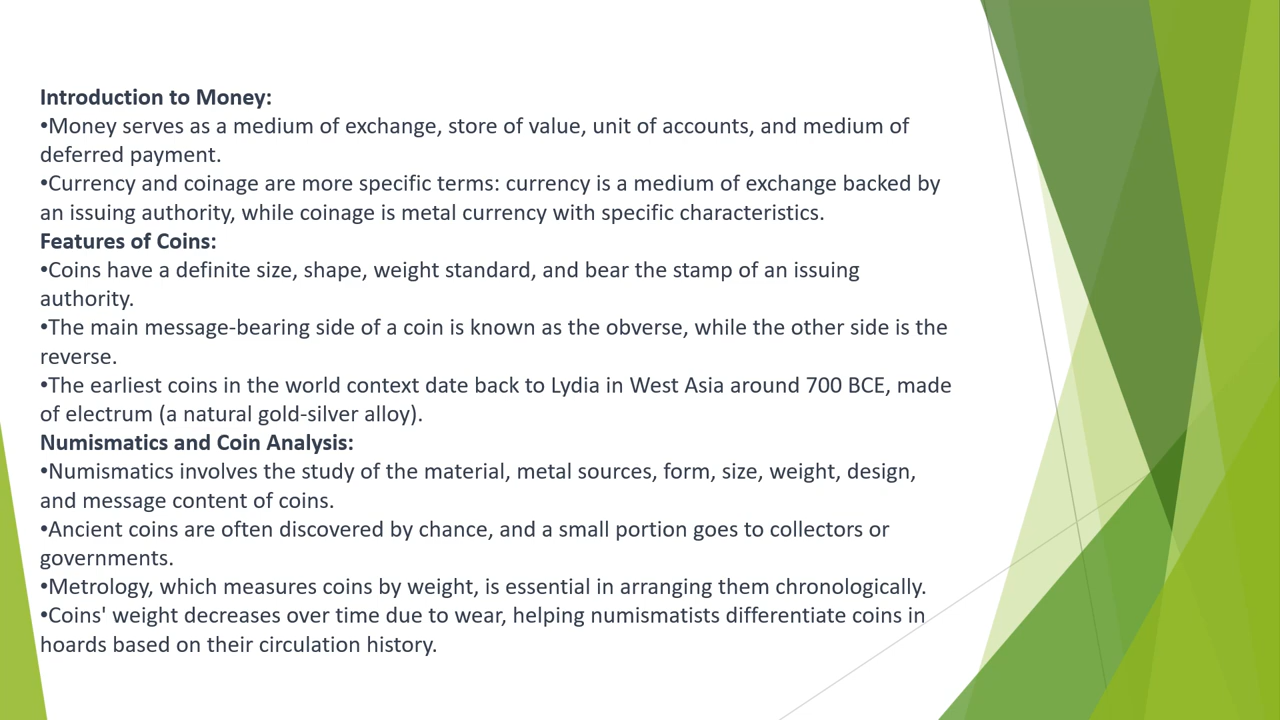 Introduction to Money:
•Money serves as a medium of exchange, store of value, unit of accounts, and medium of
deferred payment.
•Currency and coinage are more specific terms: currency is a medium of exchange backed by
an issuing authority, while coinage is metal currency with specific characteristics.
Features of Coins:
•Coins have a definite size, shape, weight standard, and bear the stamp of an issuing
authority.
•The main message-bearing side of a coin is known as the obverse, while the other side is the
reverse.
•The earliest coins in the world context date back to Lydia in West Asia around 700 BCE, made
of electrum (a natural gold-silver alloy).
Numismatics and Coin Analysis:
•Numismatics involves the study of the material, metal sources, form, size, weight, design,
and message content of coins.
•Ancient coins are often discovered by chance, and a small portion goes to collectors or
governments.
•Metrology, which measures coins by weight, is essential in arranging them chronologically.
•Coins' weight decreases over time due to wear, helping numismatists differentiate coins in
hoards based on their circulation history.